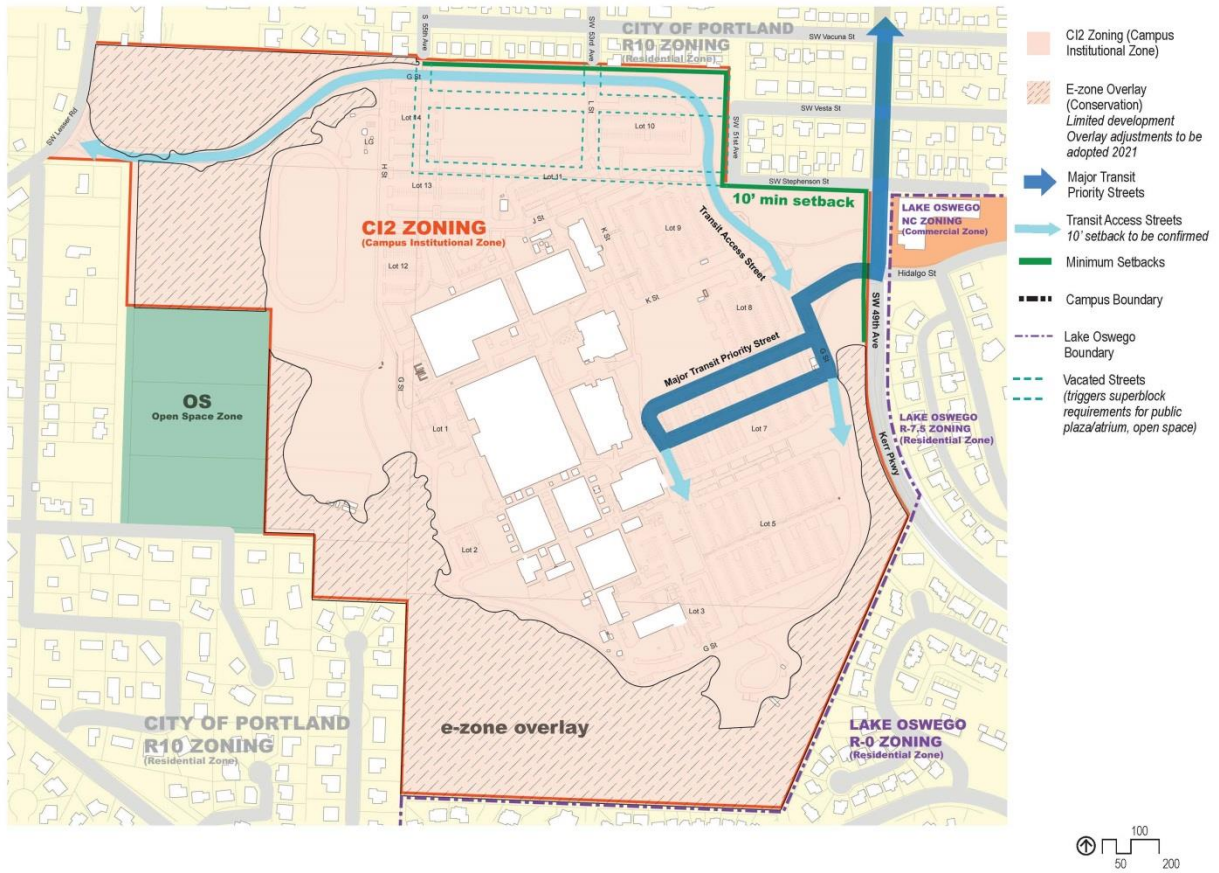 S 55th Ave
SW 53rd Ave
CITY OF PORTLAND
R10 ZONING
(Residential Zone)
SW Vacuna St
SW Vesta St
SW Lesser Rd
G St
L St
Lot 14
Lot 10
LG
H St
SW 51st Ave
Lot 11
Lot 13
SW Stephenson St
10' min setback
LAKE OSWEGO
NC ZONING
(Commercial Zone)
CI2 ZONING
(Campus Institutional Zone)
J St
K St
Lot 9
Transit Access Street
Lot 12
Hidalgo St
K St
Lot 8
SW 49th Ave
Major Transit Priority Street
G St
OS
Open Space Zone
G St
Lot 1
Lot 7
LAKE OSWEGO
R-7.5 ZONING
(Residential Zone)
Kerr Pkwy
Lot 5
Lot 2
Lot 3
G St
CITY OF PORTLAND
R10 ZONING
(Residential Zone)
e-zone overlay
LAKE OSWEGO
R-0 ZONING
(Residential Zone)
CI2 Zoning (Campus
Institutional Zone)
E-zone Overlay
(Conservation)
Limited development
Overlay adjustments to be
adopted 2021
Major Transit
Priority Streets
Transit Access Streets
10' setback to be confirmed
Minimum Setbacks
Campus Boundary
Lake Oswego
Boundary
Vacated Streets
(triggers superblock
requirements for public
plaza/atrium, open space)
100
50
200